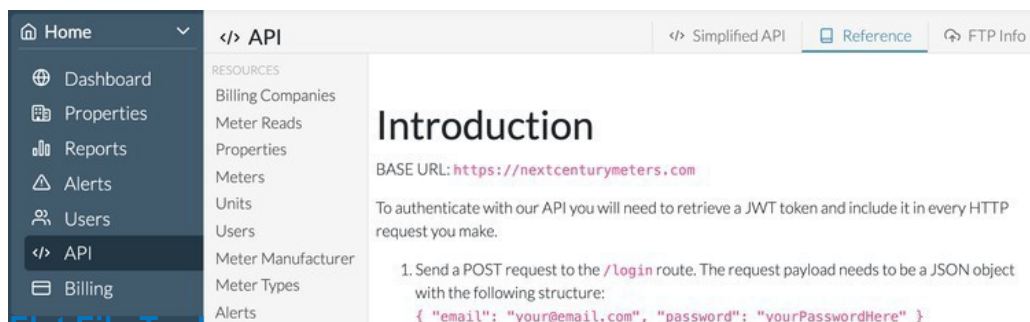 Home
Dashboard
Properties
Reports
Alerts
Users
API
Billing
</> API
Simplified API
Reference
FTP Info
RESOURCES
Billing Companies
Meter Reads
Properties
Meters
Units
Users
Meter Manufacturer
Meter Types
Alerts
Introduction
BASE URL: https://nextcenturymeters.com
To authenticate with our API you will need to retrieve a JWT token and include it in every HTTP
request you make.
1. Send a POST request to the /login route. The request payload needs to be a JSON object
with the following structure:
{ "email": "your@email.com", "password": "yourPasswordHere" }